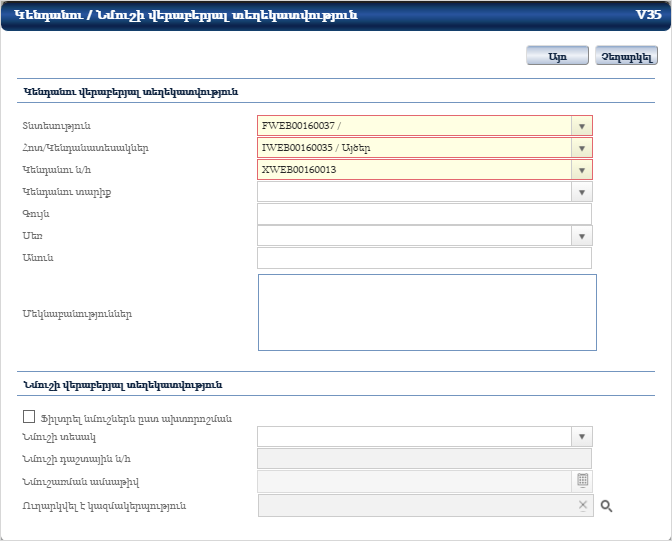 Կենդանու / Նմուշի վերաբերյալ տեղեկատվություն V35
Այո Չեղարկել
Կենդանու վերաբերյալ տեղեկատվություն
Տնտեսություն FWEB00160037 /
Հոտ/Կենդանատեսակներ IWEB00160035 / Այծեր
Կենդանու ն/հ XWEB00160013
Կենդանու տարիք
Գույն
Սեռ
Անուն
Մեկնաբանություններ
Նմուշի վերաբերյալ տեղեկատվություն
Ֆիլտրել նմուշներն ըստ ախտորոշման
Նմուշի տեսակ
Նմուշի դաշտային ն/հ
Նմուշառման ամսաթիվ
Ուղարկվել է կազմակերպություն